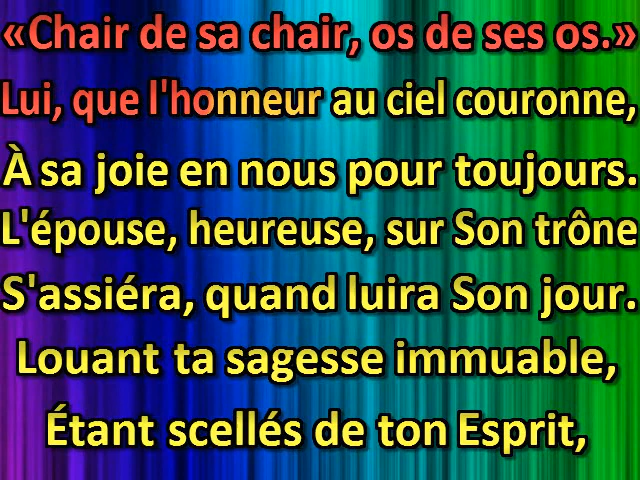 «Chair de sa chair, os de ses os.»
Lui, que l'honneur au ciel couronne,
À sa joie en nous pour toujours.
L'épouse, heureuse, sur Son trône
S'assiéra, quand luira Son jour.
Louant ta sagesse immuable,
Étant scellés de ton Esprit,